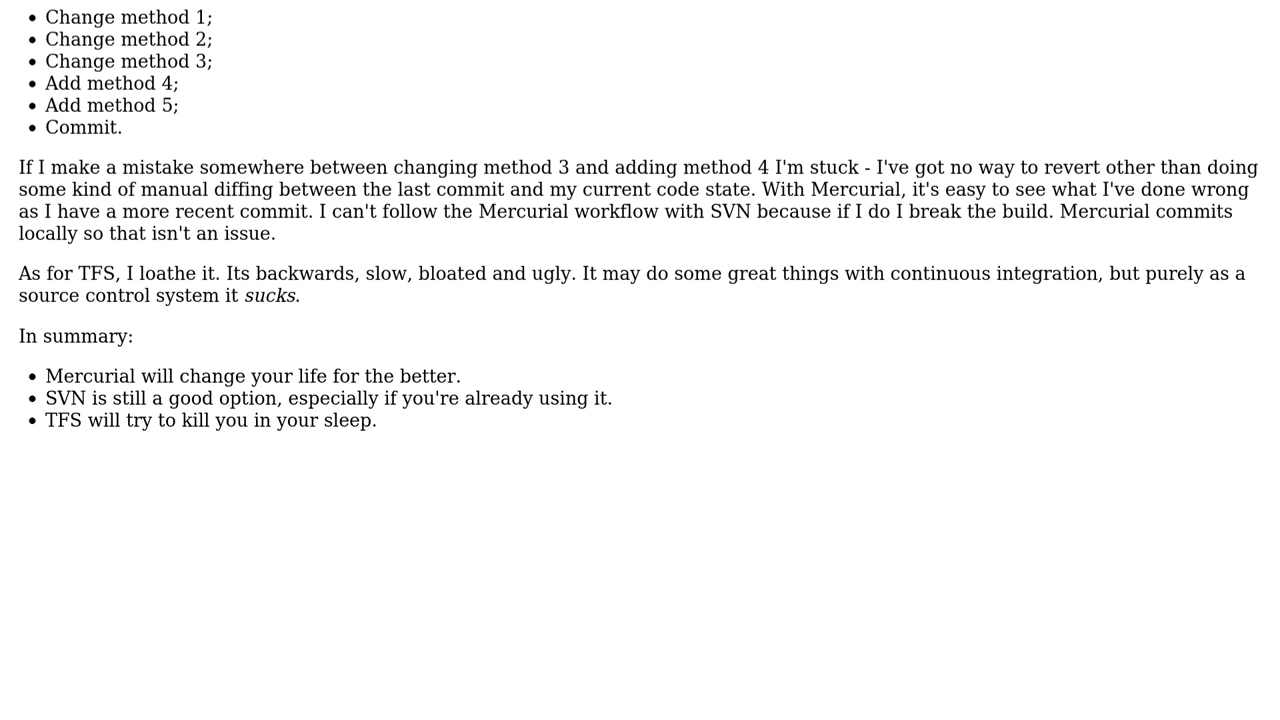 • Change method 1;
• Change method 2;
• Change method 3;
• Add method 4;
• Add method 5;
• Commit.
If I make a mistake somewhere between changing method 3 and adding method 4 I'm stuck - I've got no way to revert other than doing
some kind of manual diffing between the last commit and my current code state. With Mercurial, it's easy to see what I've done wrong
as I have a more recent commit. I can't follow the Mercurial workflow with SVN because if I do I break the build. Mercurial commits
locally so that isn't an issue.
As for TFS, I loathe it. Its backwards, slow, bloated and ugly. It may do some great things with continuous integration, but purely as a
source control system it sucks.
In summary:
• Mercurial will change your life for the better.
• SVN is still a good option, especially if you're already using it.
• TFS will try to kill you in your sleep.